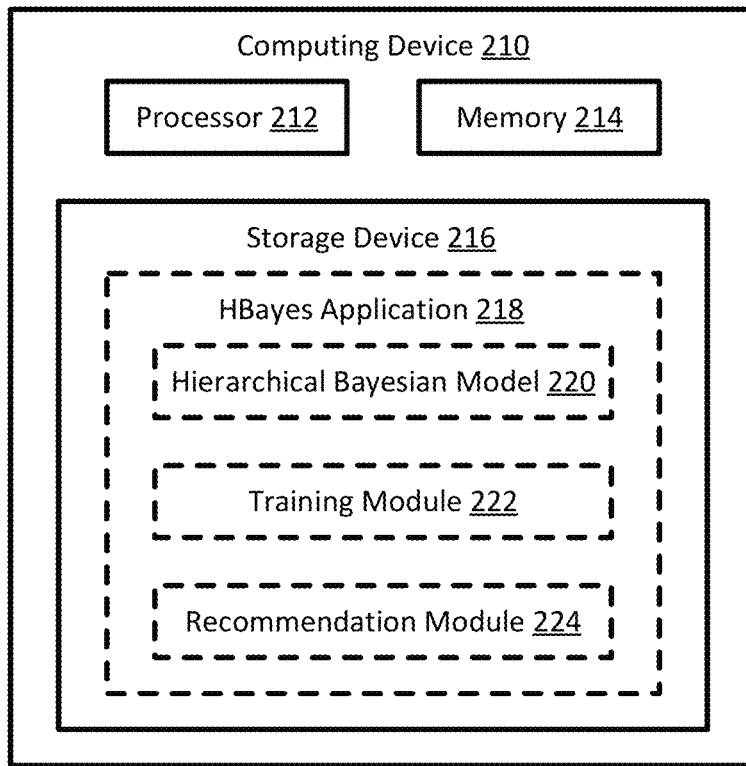 Computing Device 210
Processor 212
Memory 214
Storage Device 216
HBayes Application 218
Hierarchical Bayesian Model 220
Training Module 222
Recommendation Module 224